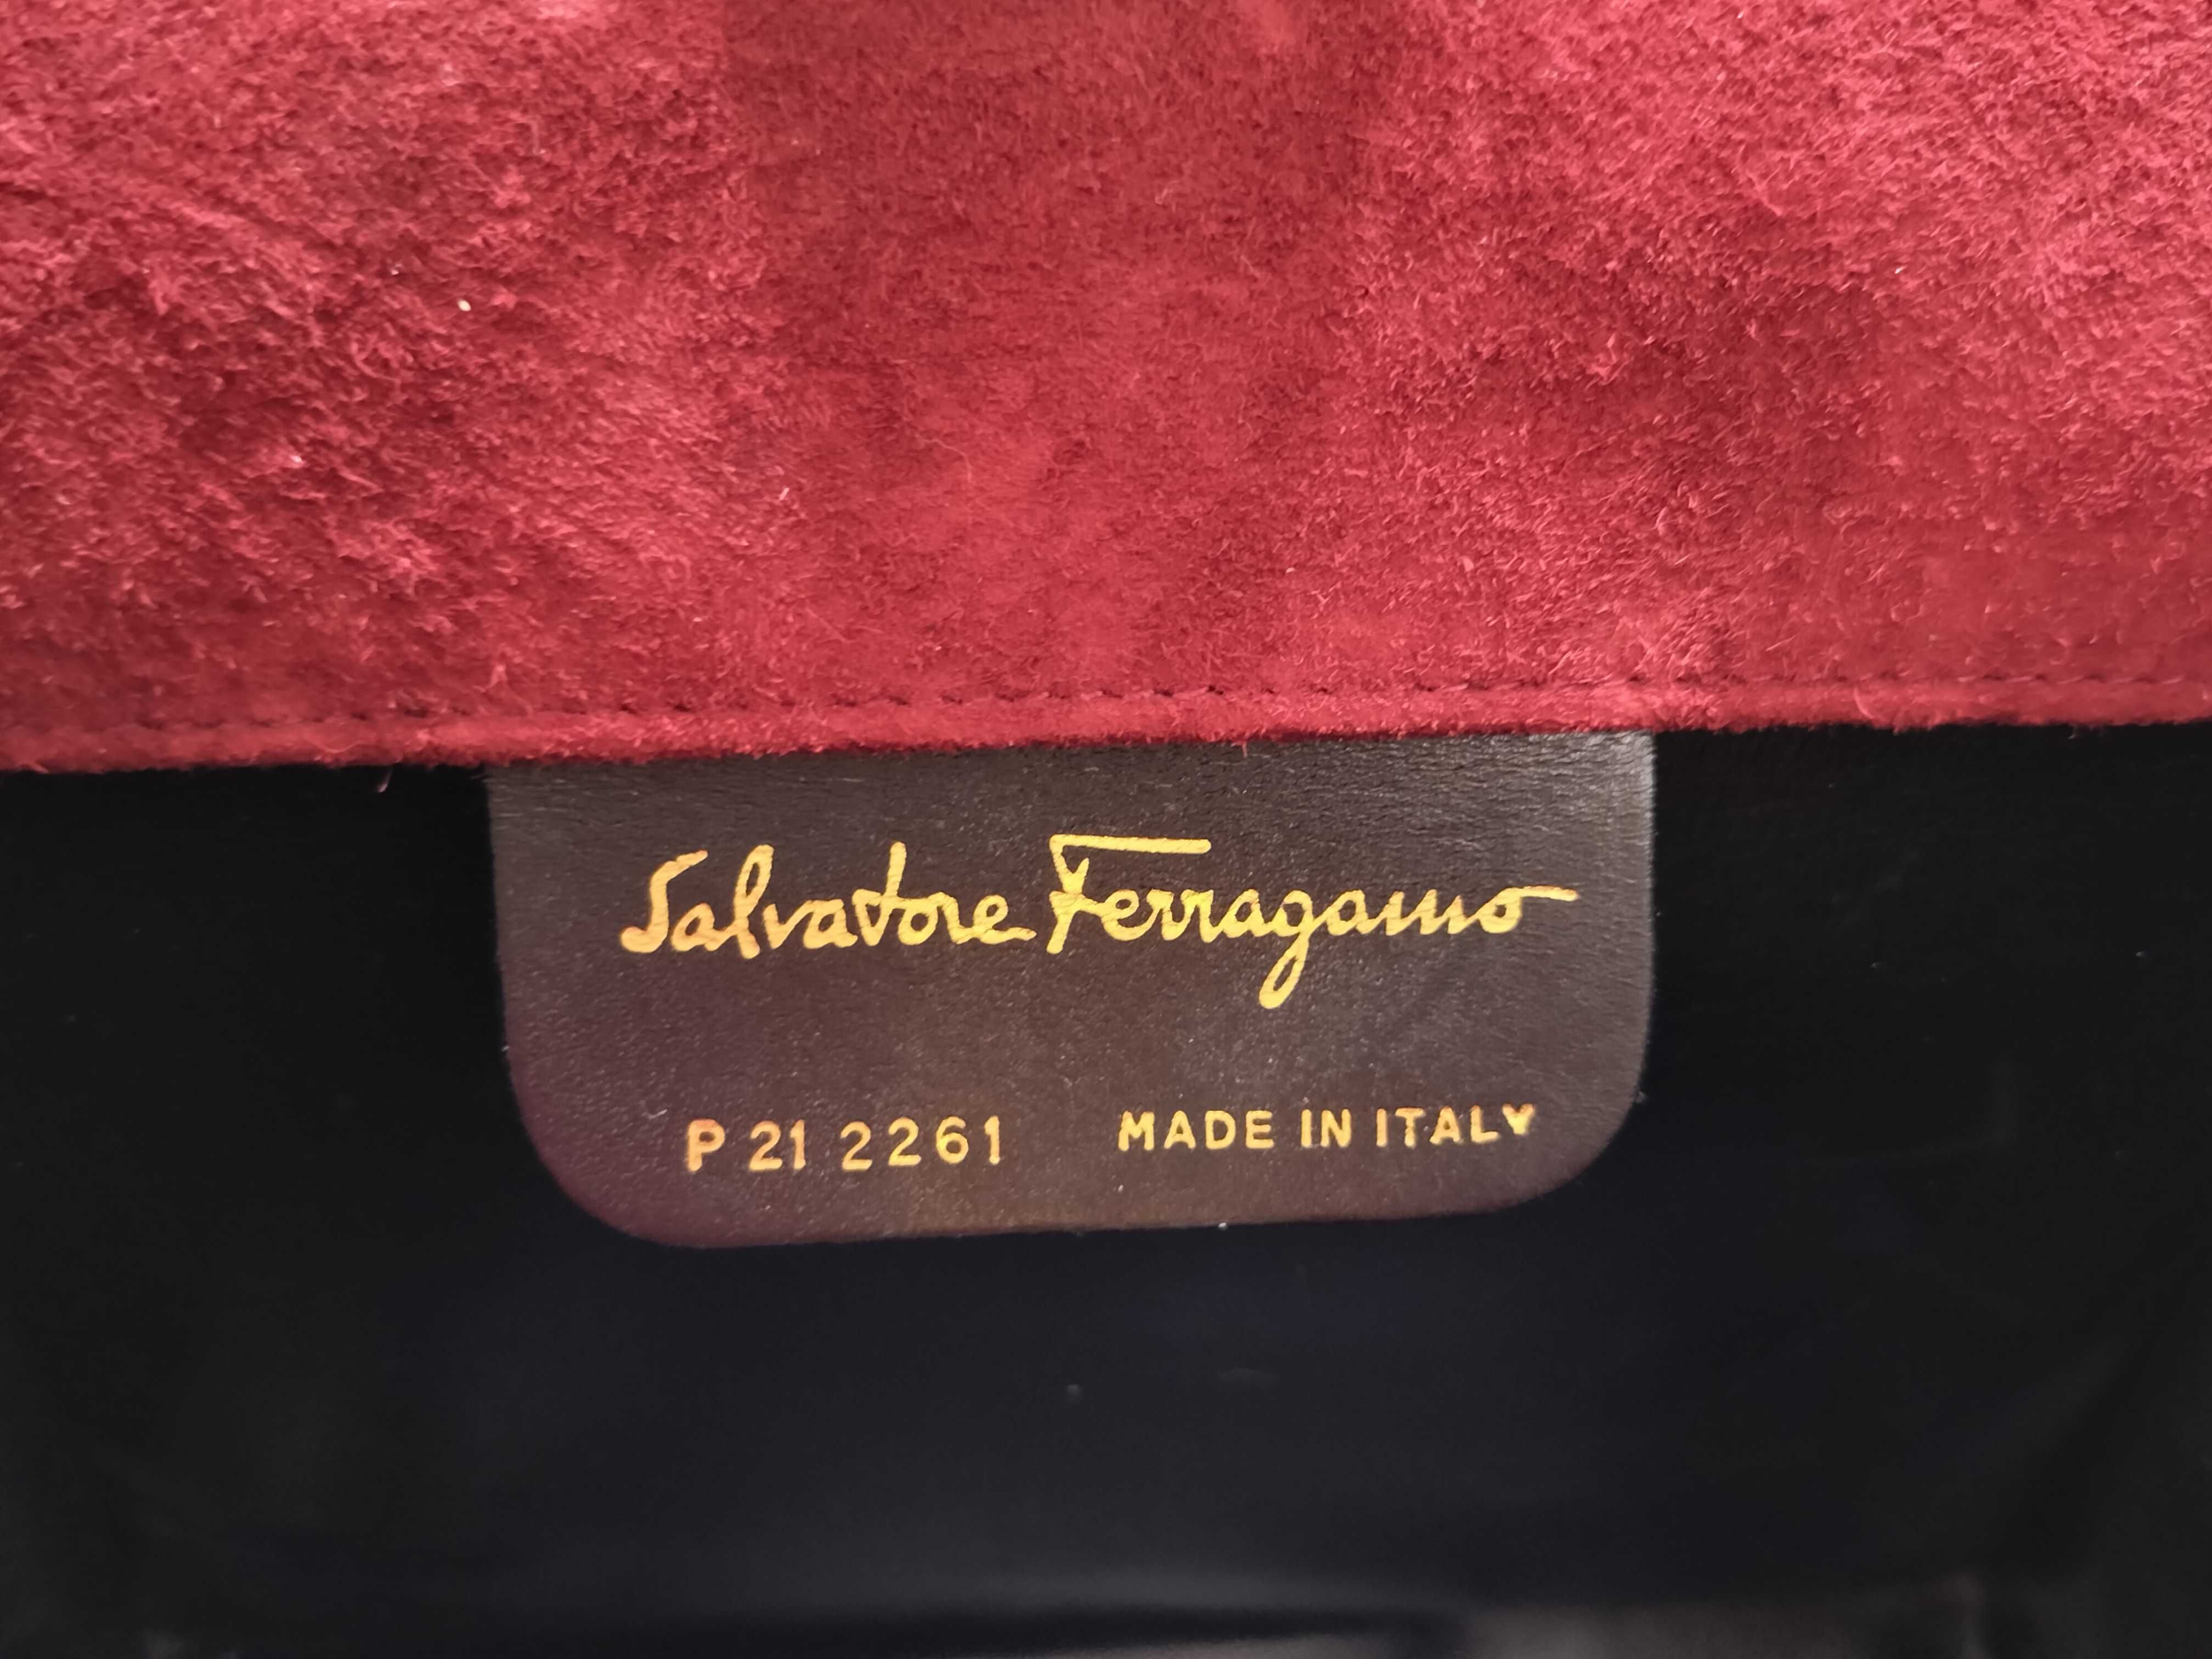 Salvatore Ferragamo
P 21 2261 MADE IN ITALY